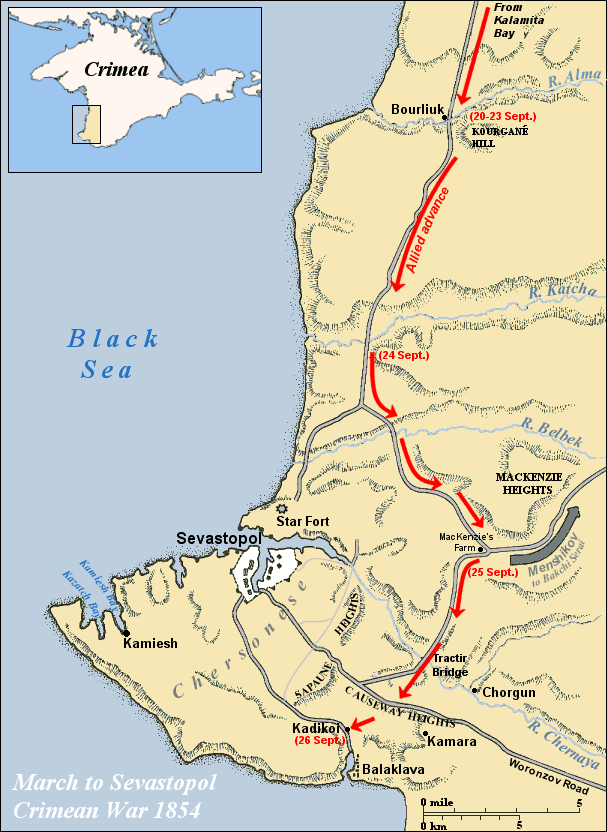 From
Kalamita
Bay
Crimea
R. Alma
Bourliuk
(20-23 Sept.)
KOURGANĒ
HILL
Allied advance
R. Katcha
Black
Sea
(24 Sept.)
R. Belbek
MACKENZIE
HEIGHTS
Star Fort
Sevastopol
MacKenzie's
Farm
Menshikov
to Bakchi Serai
(25 Sept.)
Kamiesh Bay
Kazatch Bay
Kamiesh
Chersonese
SAPAUNE
HEIGHTS
Tractir
Bridge
Chorgun
CAUSEWAY HEIGHTS
R. Chernaya
Kadikoi
(26 Sept.)
Kamara
Balaklava
Woronzov Road
March to Sevastopol
Crimean War 1854
0 mile 5
0 km 5